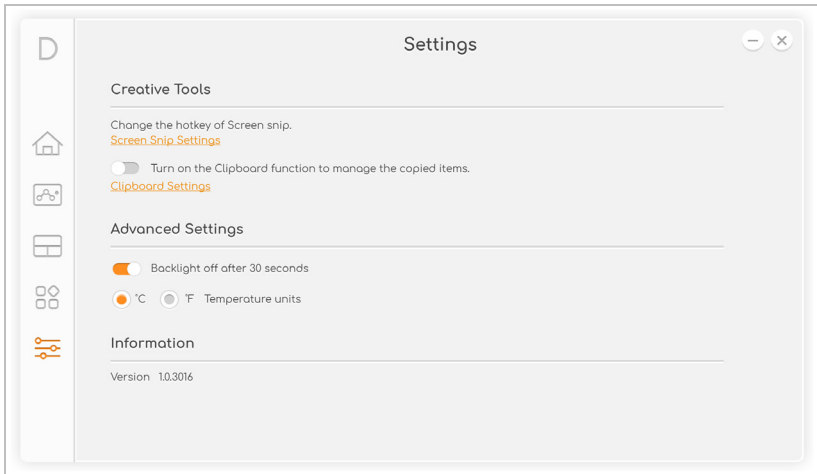 D
Settings
Creative Tools
Change the hotkey of Screen snip.
Screen Snip Settings
Turn on the Clipboard function to manage the copied items.
Clipboard Settings
Advanced Settings
Backlight off after 30 seconds
°C °F Temperature units
Information
Version 1.0.3016